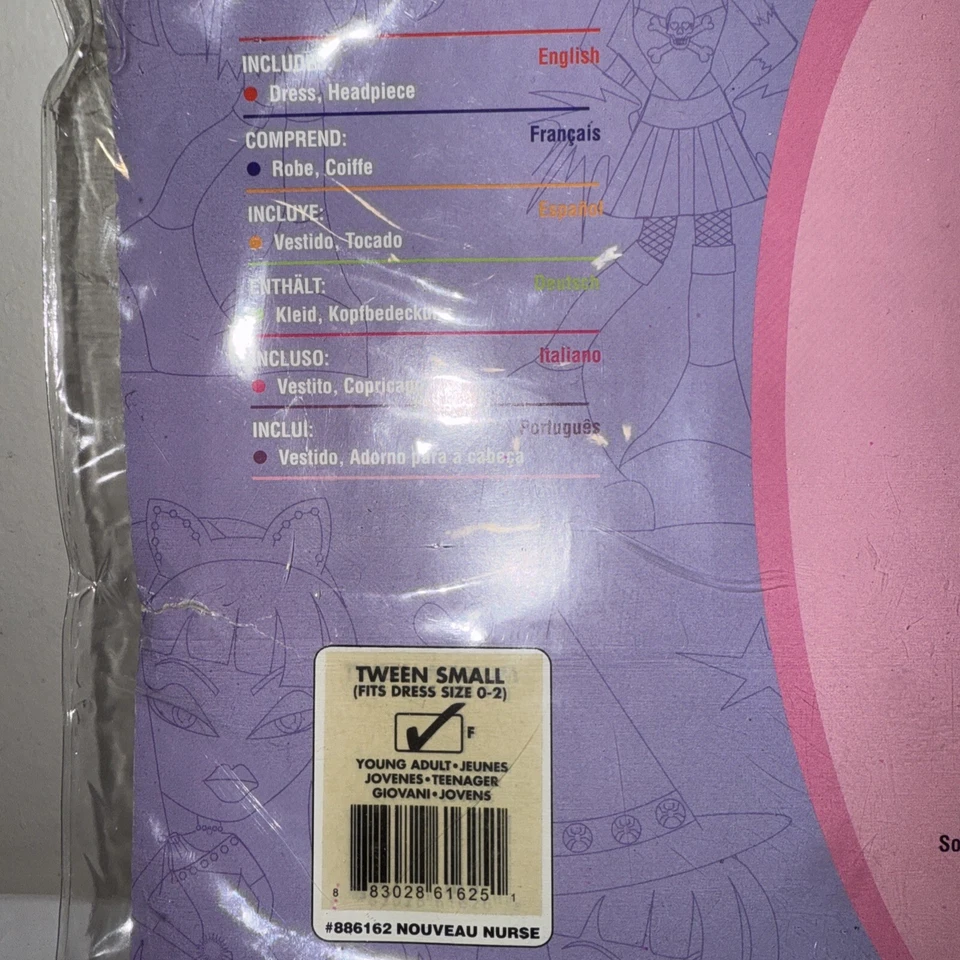 INCLUDES:
English
Dress, Headpiece
COMPREND:
Français
Robe, Coiffe
INCLUYE:
Español
Vestido, Tocado
ENTHÄLT:
Deutsch
Kleid, Kopfbedeckung
INCLUSO:
Italiano
Vestito, Copricapo
INCLUI:
Português
Vestido, Adorno para a cabeça
TWEEN SMALL
(FITS DRESS SIZE 0-2)
F
YOUNG ADULT•JEUNES
JOVENES•TEENAGER
GIOVANI•JOVENS
8 83028 61625 1
#886162 NOUVEAU NURSE
So